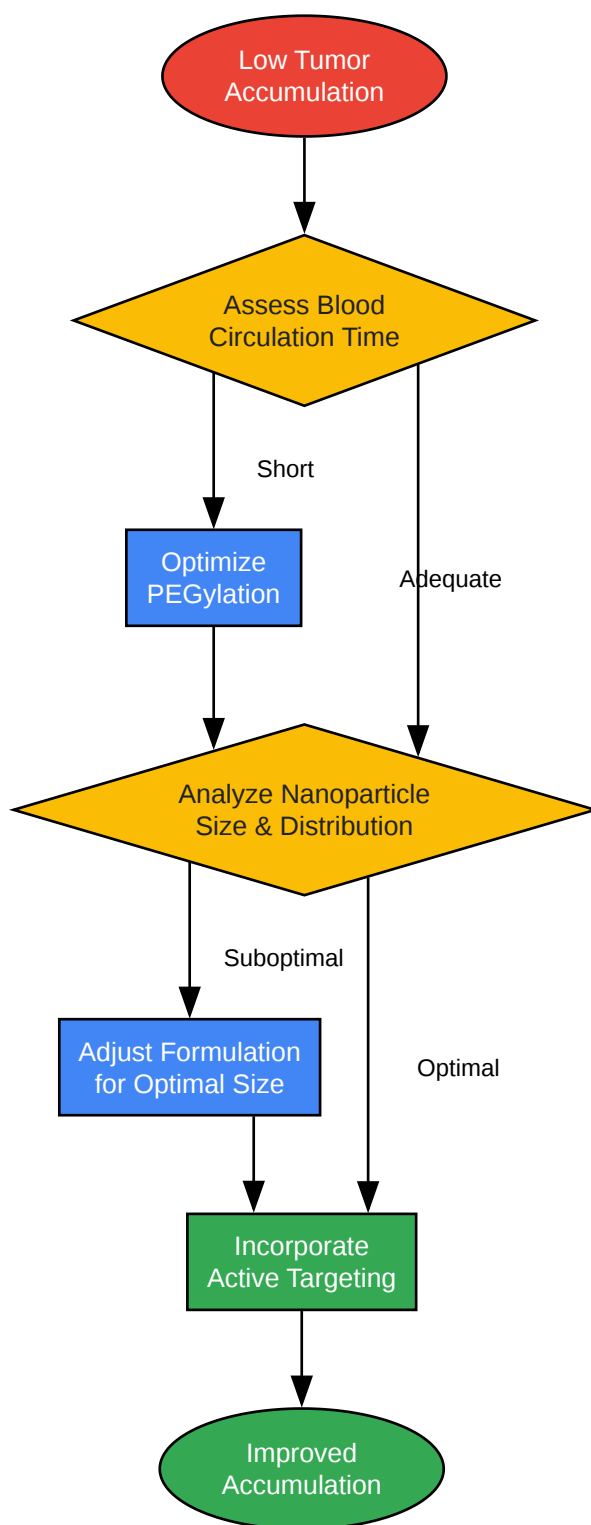 Low Tumor
Accumulation
Assess Blood
Circulation Time
Short
Optimize
PEGylation
Adequate
Analyze Nanoparticle
Size & Distribution
Suboptimal
Adjust Formulation
for Optimal Size
Optimal
Incorporate
Active Targeting
Improved
Accumulation